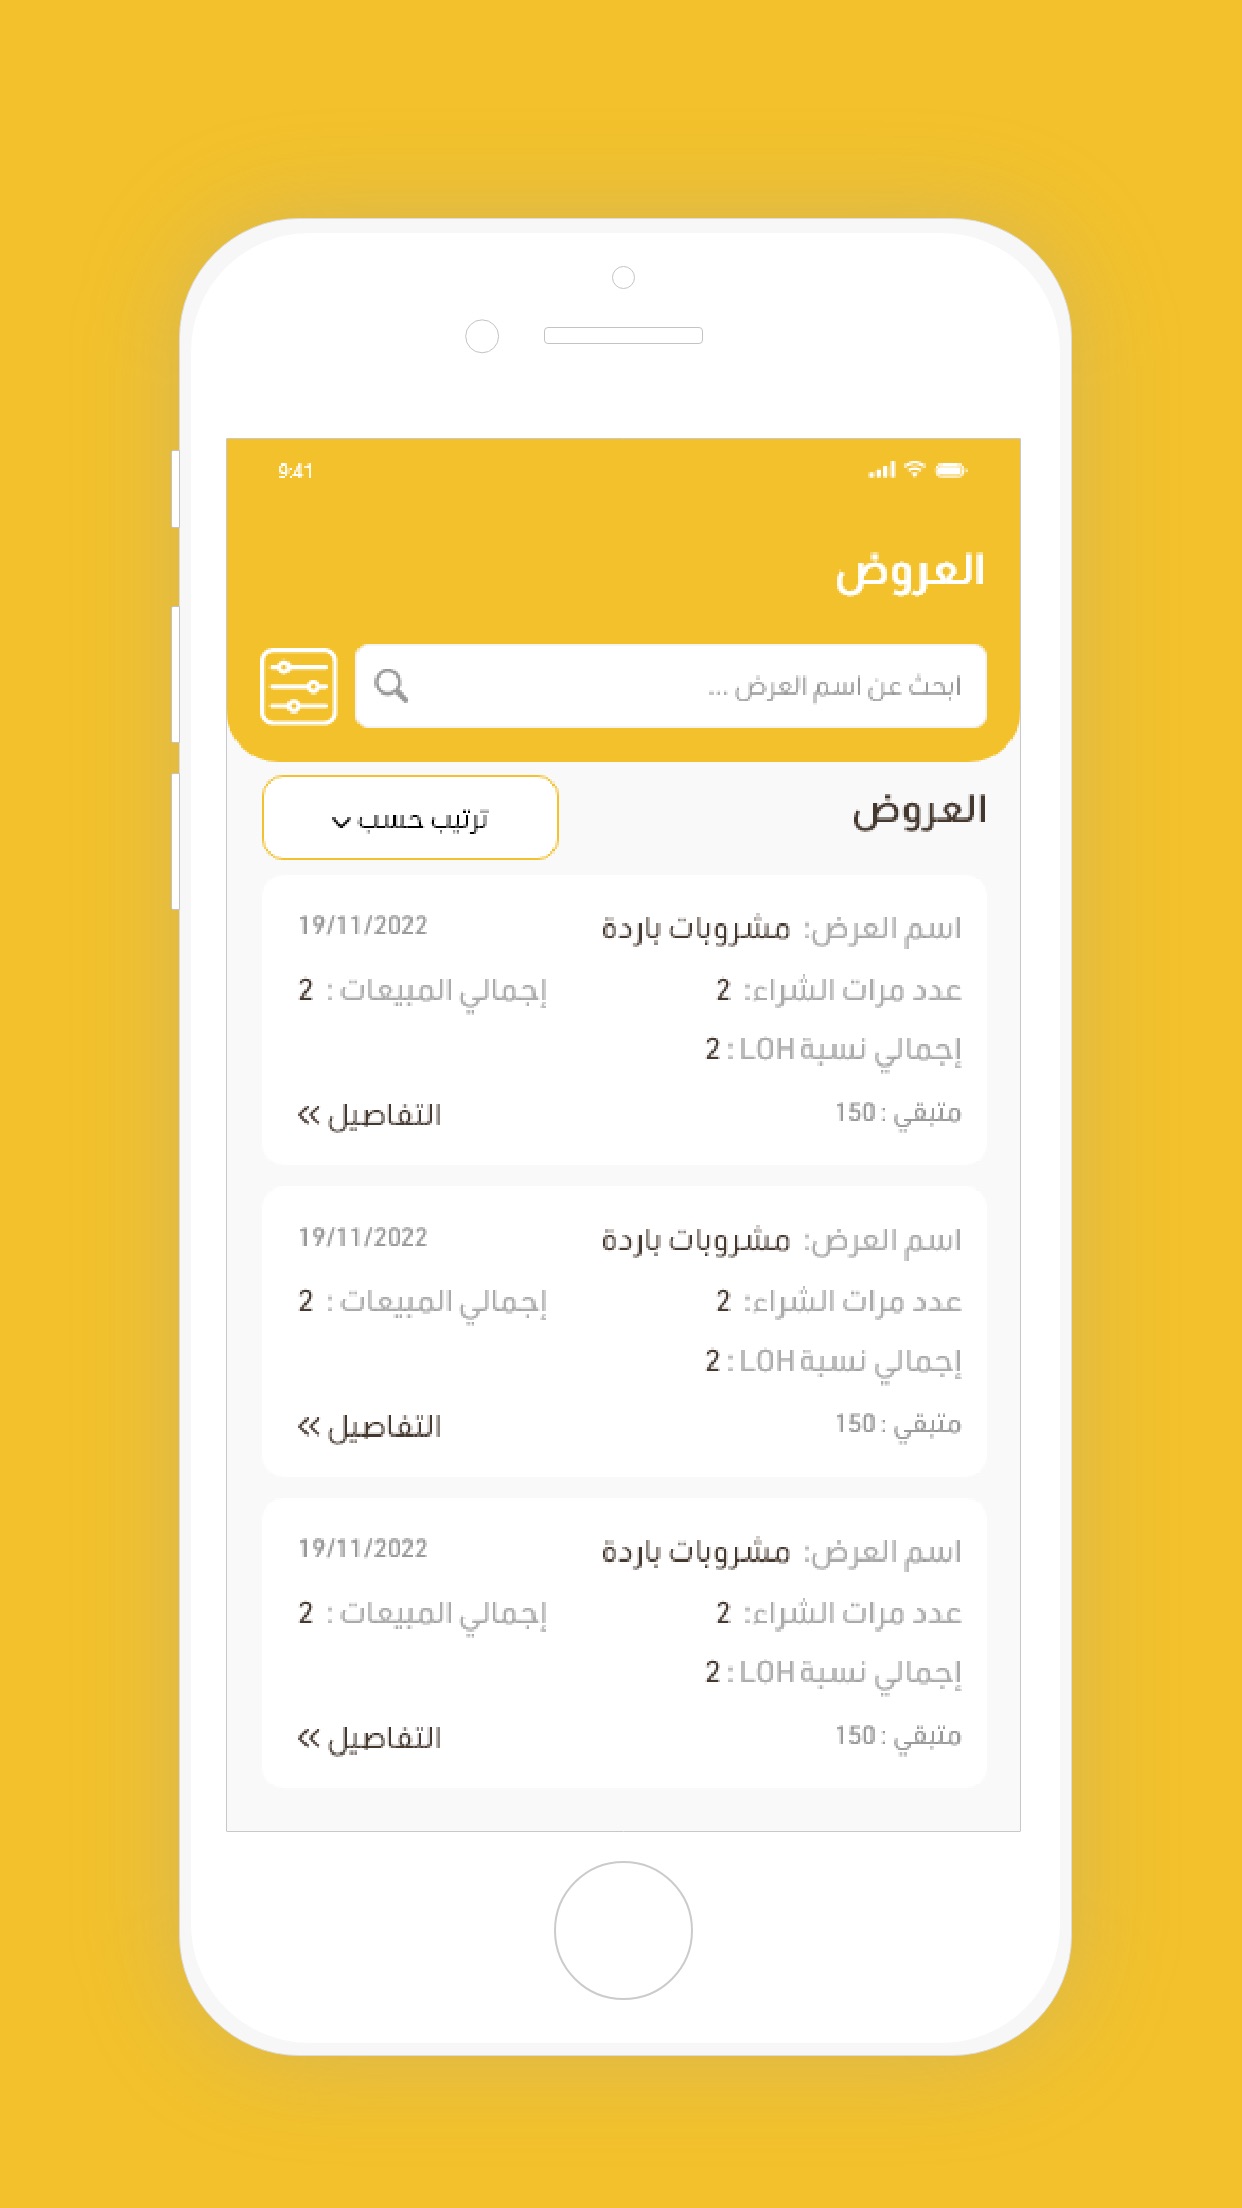 9:41
العروض
ابحث عن اسم العرض ...
العروض
ترتيب حسب
اسم العرض: مشروبات باردة 19/11/2022
عدد مرات الشراء: 2 إجمالي المبيعات : 2
إجمالي نسبة LOH : 2
متبقي : 150 التفاصيل
اسم العرض: مشروبات باردة 19/11/2022
عدد مرات الشراء: 2 إجمالي المبيعات : 2
إجمالي نسبة LOH : 2
متبقي : 150 التفاصيل
اسم العرض: مشروبات باردة 19/11/2022
عدد مرات الشراء: 2 إجمالي المبيعات : 2
إجمالي نسبة LOH : 2
متبقي : 150 التفاصيل